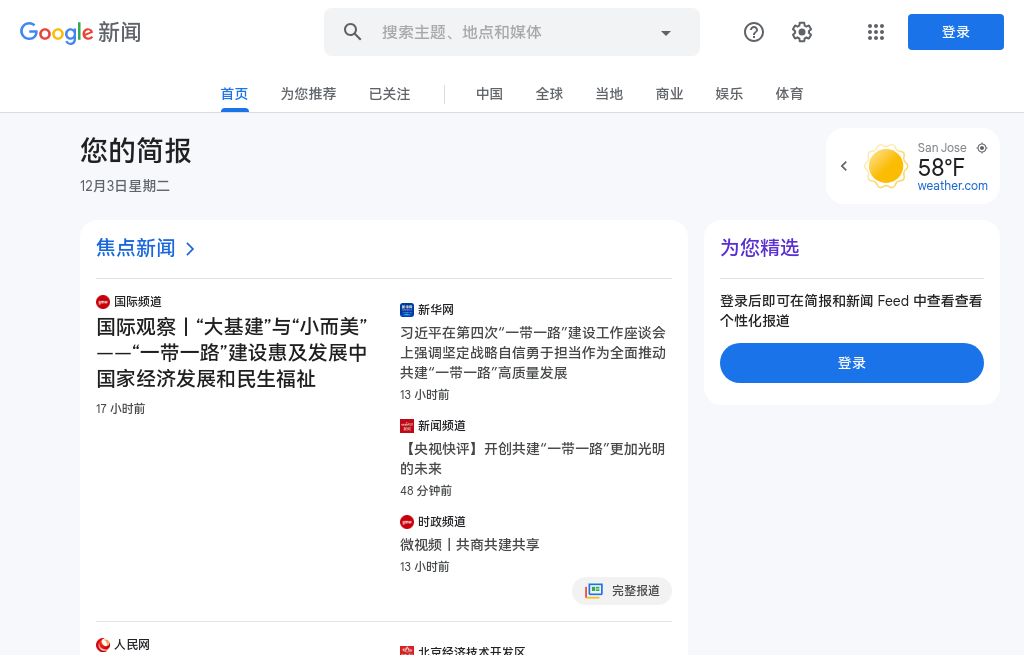 Google 新闻
搜索主题、地点和媒体
登录
首页
为您推荐
已关注
中国
全球
当地
商业
娱乐
体育
您的简报
12月3日星期二
San Jose
58°F
weather.com
焦点新闻
国际频道
国际观察丨“大基建”与“小而美”
——“一带一路”建设惠及发展中
国家经济发展和民生福祉
17 小时前
新华网
习近平在第四次“一带一路”建设工作座谈会
上强调坚定战略自信勇于担当作为全面推动
共建“一带一路”高质量发展
13 小时前
新闻频道
【央视快评】开创共建“一带一路”更加光明
的未来
48 分钟前
时政频道
微视频丨共商共建共享
13 小时前
完整报道
人民网
北京经济技术开发区
为您精选
登录后即可在简报和新闻 Feed 中查看查看
个性化报道
登录